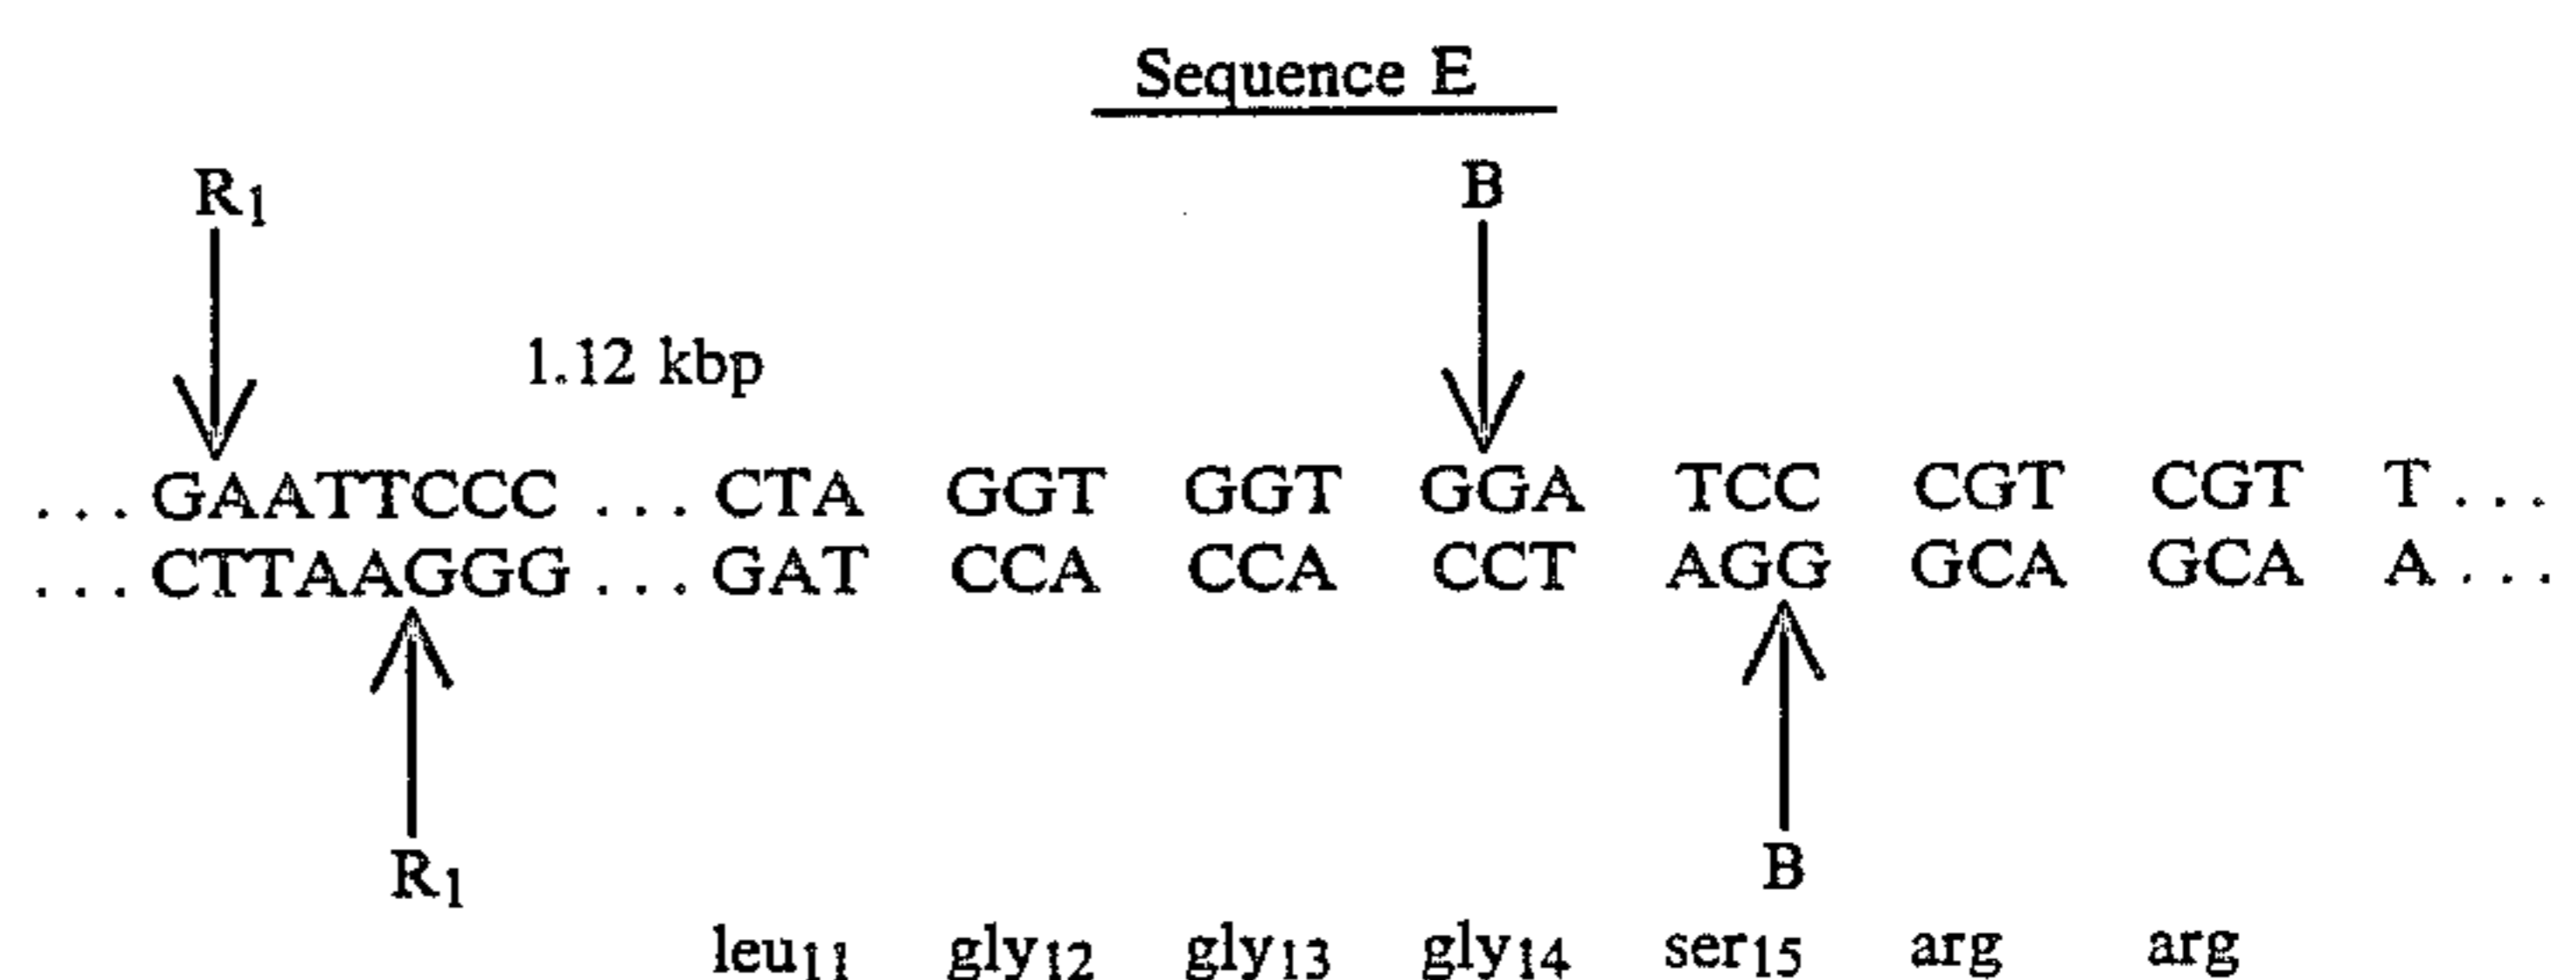 Sequence E
R1 B
1.12 kbp
...GAATTCCC ...CTA GGT GGT GGA TCC CGT CGT T...
...CTTAAGGG ...GAT CCA CCA CCT AGG GCA GCA A...
R1 B
leu11 gly12 gly13 gly14 ser15 arg arg